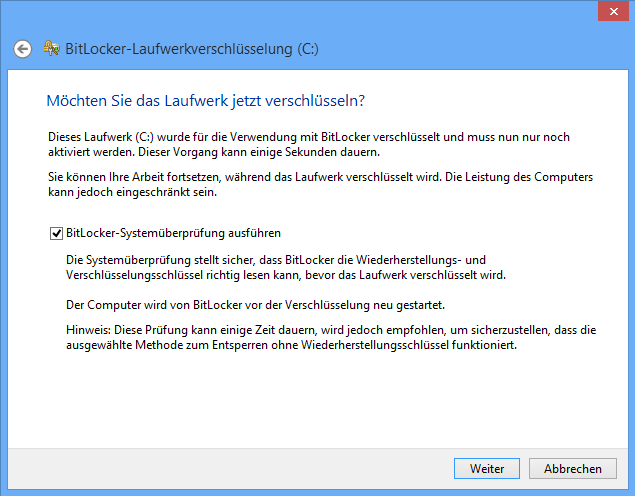 BitLocker-Laufwerkverschlüsselung (C:)
Möchten Sie das Laufwerk jetzt verschlüsseln?
Dieses Laufwerk (C:) wurde für die Verwendung mit BitLocker verschlüsselt und muss nun nur noch
aktiviert werden. Dieser Vorgang kann einige Sekunden dauern.
Sie können Ihre Arbeit fortsetzen, während das Laufwerk verschlüsselt wird. Die Leistung des Computers
kann jedoch eingeschränkt sein.
BitLocker-Systemüberprüfung ausführen
Die Systemüberprüfung stellt sicher, dass BitLocker die Wiederherstellungs- und
Verschlüsselungsschlüssel richtig lesen kann, bevor das Laufwerk verschlüsselt wird.
Der Computer wird von BitLocker vor der Verschlüsselung neu gestartet.
Hinweis: Diese Prüfung kann einige Zeit dauern, wird jedoch empfohlen, um sicherzustellen, dass die
ausgewählte Methode zum Entsperren ohne Wiederherstellungsschlüssel funktioniert.
Weiter
Abbrechen